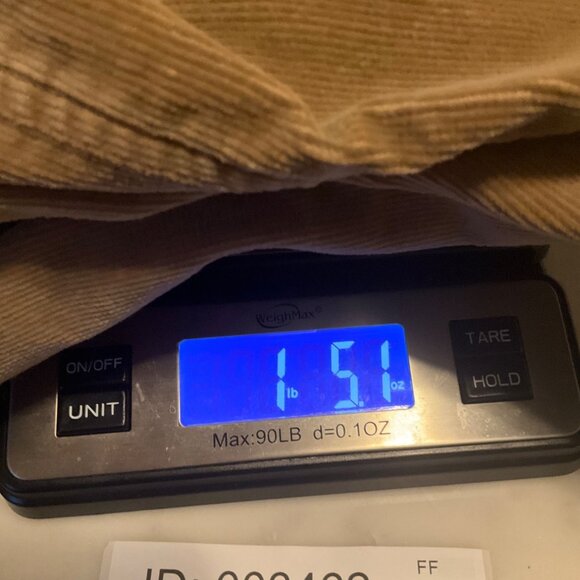 WeighMax®
ON/OFF
UNIT
1 lb 5.1 oz
TARE
HOLD
Max:90LB d=0.1OZ
FF